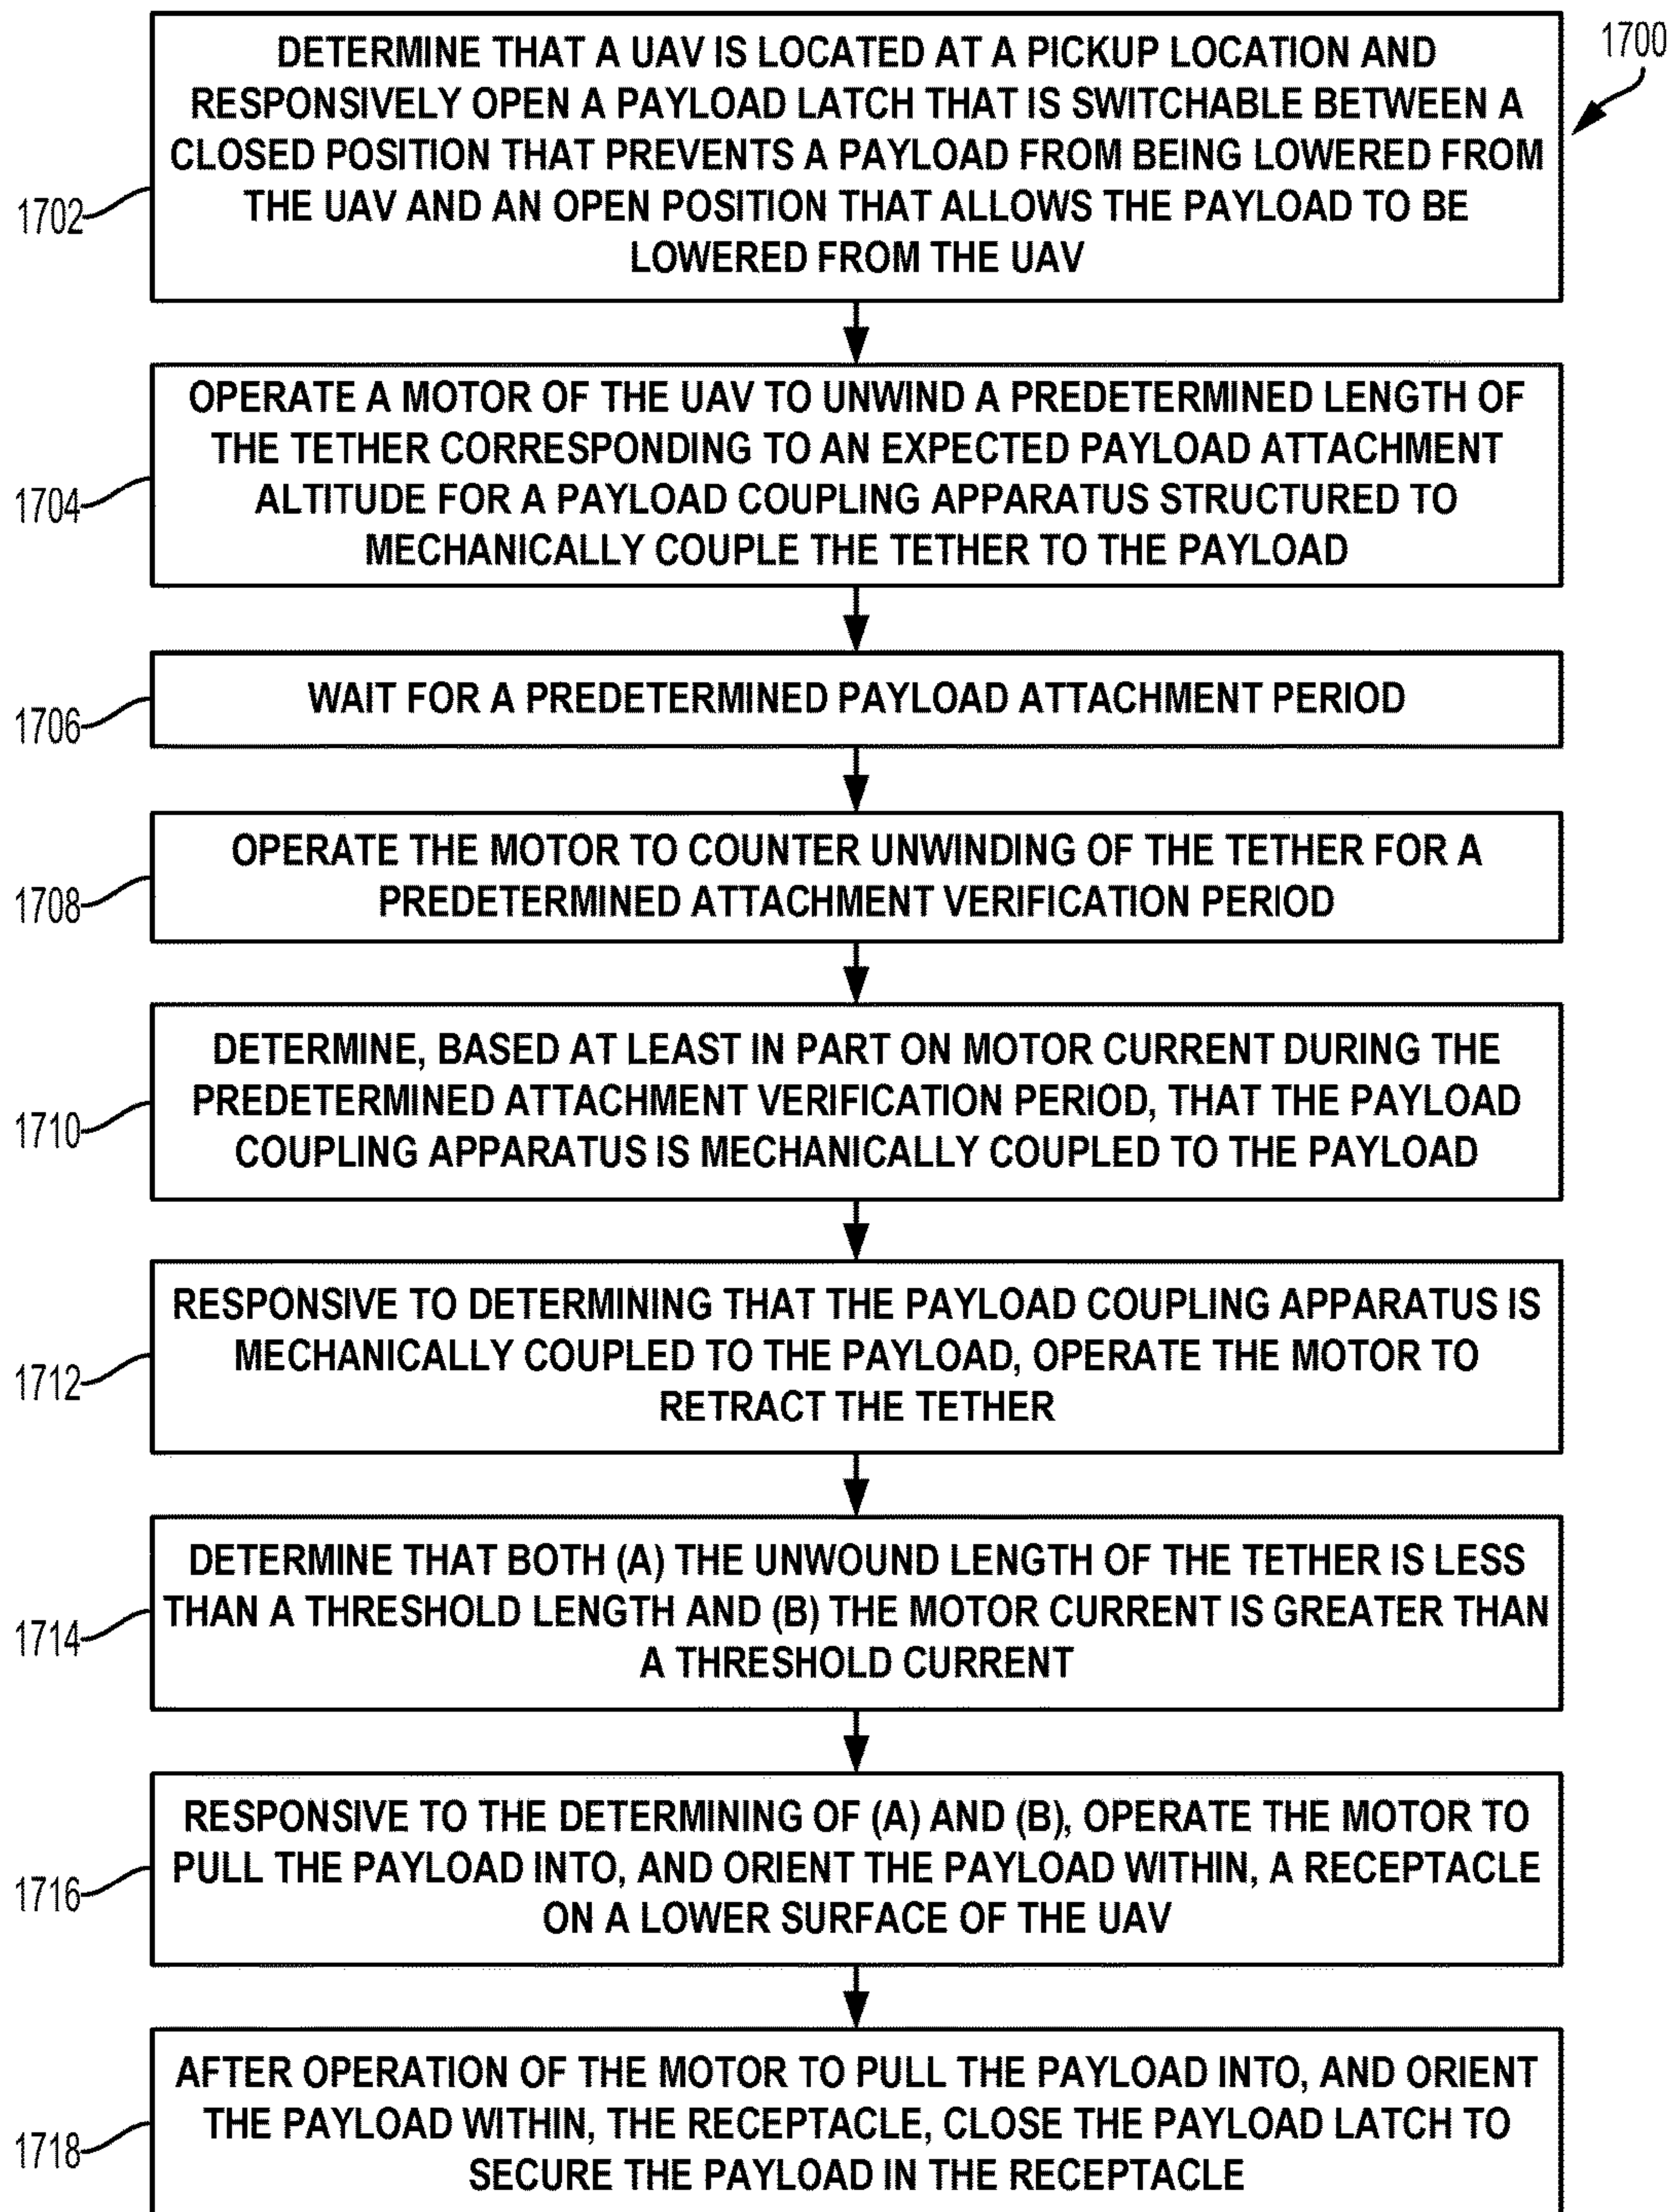 1700
DETERMINE THAT A UAV IS LOCATED AT A PICKUP LOCATION AND
RESPONSIVELY OPEN A PAYLOAD LATCH THAT IS SWITCHABLE BETWEEN A
CLOSED POSITION THAT PREVENTS A PAYLOAD FROM BEING LOWERED FROM
THE UAV AND AN OPEN POSITION THAT ALLOWS THE PAYLOAD TO BE
LOWERED FROM THE UAV
1702
OPERATE A MOTOR OF THE UAV TO UNWIND A PREDETERMINED LENGTH OF
THE TETHER CORRESPONDING TO AN EXPECTED PAYLOAD ATTACHMENT
ALTITUDE FOR A PAYLOAD COUPLING APPARATUS STRUCTURED TO
MECHANICALLY COUPLE THE TETHER TO THE PAYLOAD
1704
WAIT FOR A PREDETERMINED PAYLOAD ATTACHMENT PERIOD
1706
OPERATE THE MOTOR TO COUNTER UNWINDING OF THE TETHER FOR A
PREDETERMINED ATTACHMENT VERIFICATION PERIOD
1708
DETERMINE, BASED AT LEAST IN PART ON MOTOR CURRENT DURING THE
PREDETERMINED ATTACHMENT VERIFICATION PERIOD, THAT THE PAYLOAD
COUPLING APPARATUS IS MECHANICALLY COUPLED TO THE PAYLOAD
1710
RESPONSIVE TO DETERMINING THAT THE PAYLOAD COUPLING APPARATUS IS
MECHANICALLY COUPLED TO THE PAYLOAD, OPERATE THE MOTOR TO
RETRACT THE TETHER
1712
DETERMINE THAT BOTH (A) THE UNWOUND LENGTH OF THE TETHER IS LESS
THAN A THRESHOLD LENGTH AND (B) THE MOTOR CURRENT IS GREATER THAN
A THRESHOLD CURRENT
1714
RESPONSIVE TO THE DETERMINING OF (A) AND (B), OPERATE THE MOTOR TO
PULL THE PAYLOAD INTO, AND ORIENT THE PAYLOAD WITHIN, A RECEPTACLE
ON A LOWER SURFACE OF THE UAV
1716
AFTER OPERATION OF THE MOTOR TO PULL THE PAYLOAD INTO, AND ORIENT
THE PAYLOAD WITHIN, THE RECEPTACLE, CLOSE THE PAYLOAD LATCH TO
SECURE THE PAYLOAD IN THE RECEPTACLE
1718